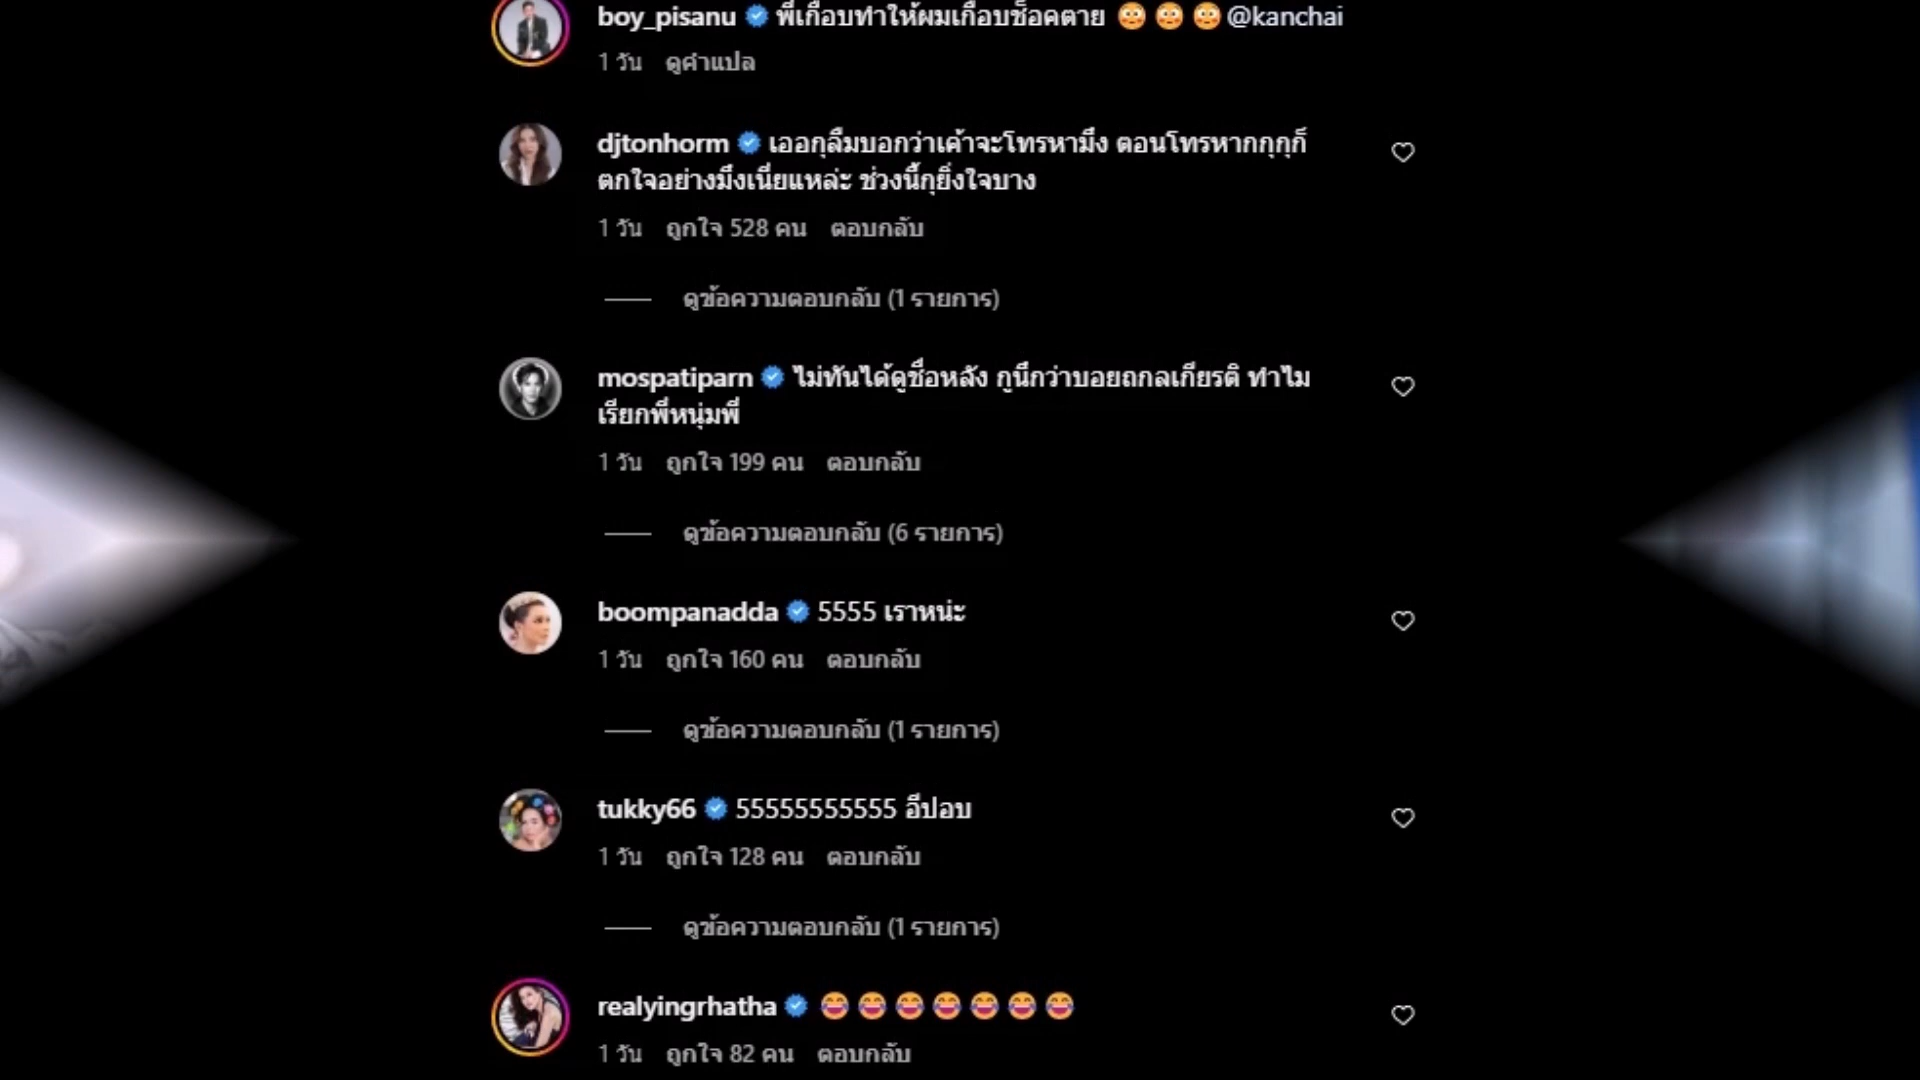 boy_pisanu พี่เกือบทำให้ผมเกือบช็อคตาย 😳 😳 😳 @kanchai
1 วัน ดูคำแปล
djtonhorm เออกุลืมบอกว่าเค้าจะโทรหามึง ตอนโทรหากกุกุก็
ตกใจอย่างมึงเนี่ยแหล่ะ ช่วงนี้กุยิ่งใจบาง
1 วัน ถูกใจ 528 คน ตอบกลับ
ดูข้อความตอบกลับ (1 รายการ)
mospatiparn ไม่ทันได้ดูชื่อหลัง กูนึกว่าบอยถกลเกียรติ ทำไม
เรียกพี่หนุ่มพี่
1 วัน ถูกใจ 199 คน ตอบกลับ
ดูข้อความตอบกลับ (6 รายการ)
boompanadda 5555 เราหน่ะ
1 วัน ถูกใจ 160 คน ตอบกลับ
ดูข้อความตอบกลับ (1 รายการ)
tukky66 55555555555 อีปอบ
1 วัน ถูกใจ 128 คน ตอบกลับ
ดูข้อความตอบกลับ (1 รายการ)
realyingrhatha 😂 😂 😂 😂 😂 😂 😂
1 วัน ถูกใจ 82 คน ตอบกลับ